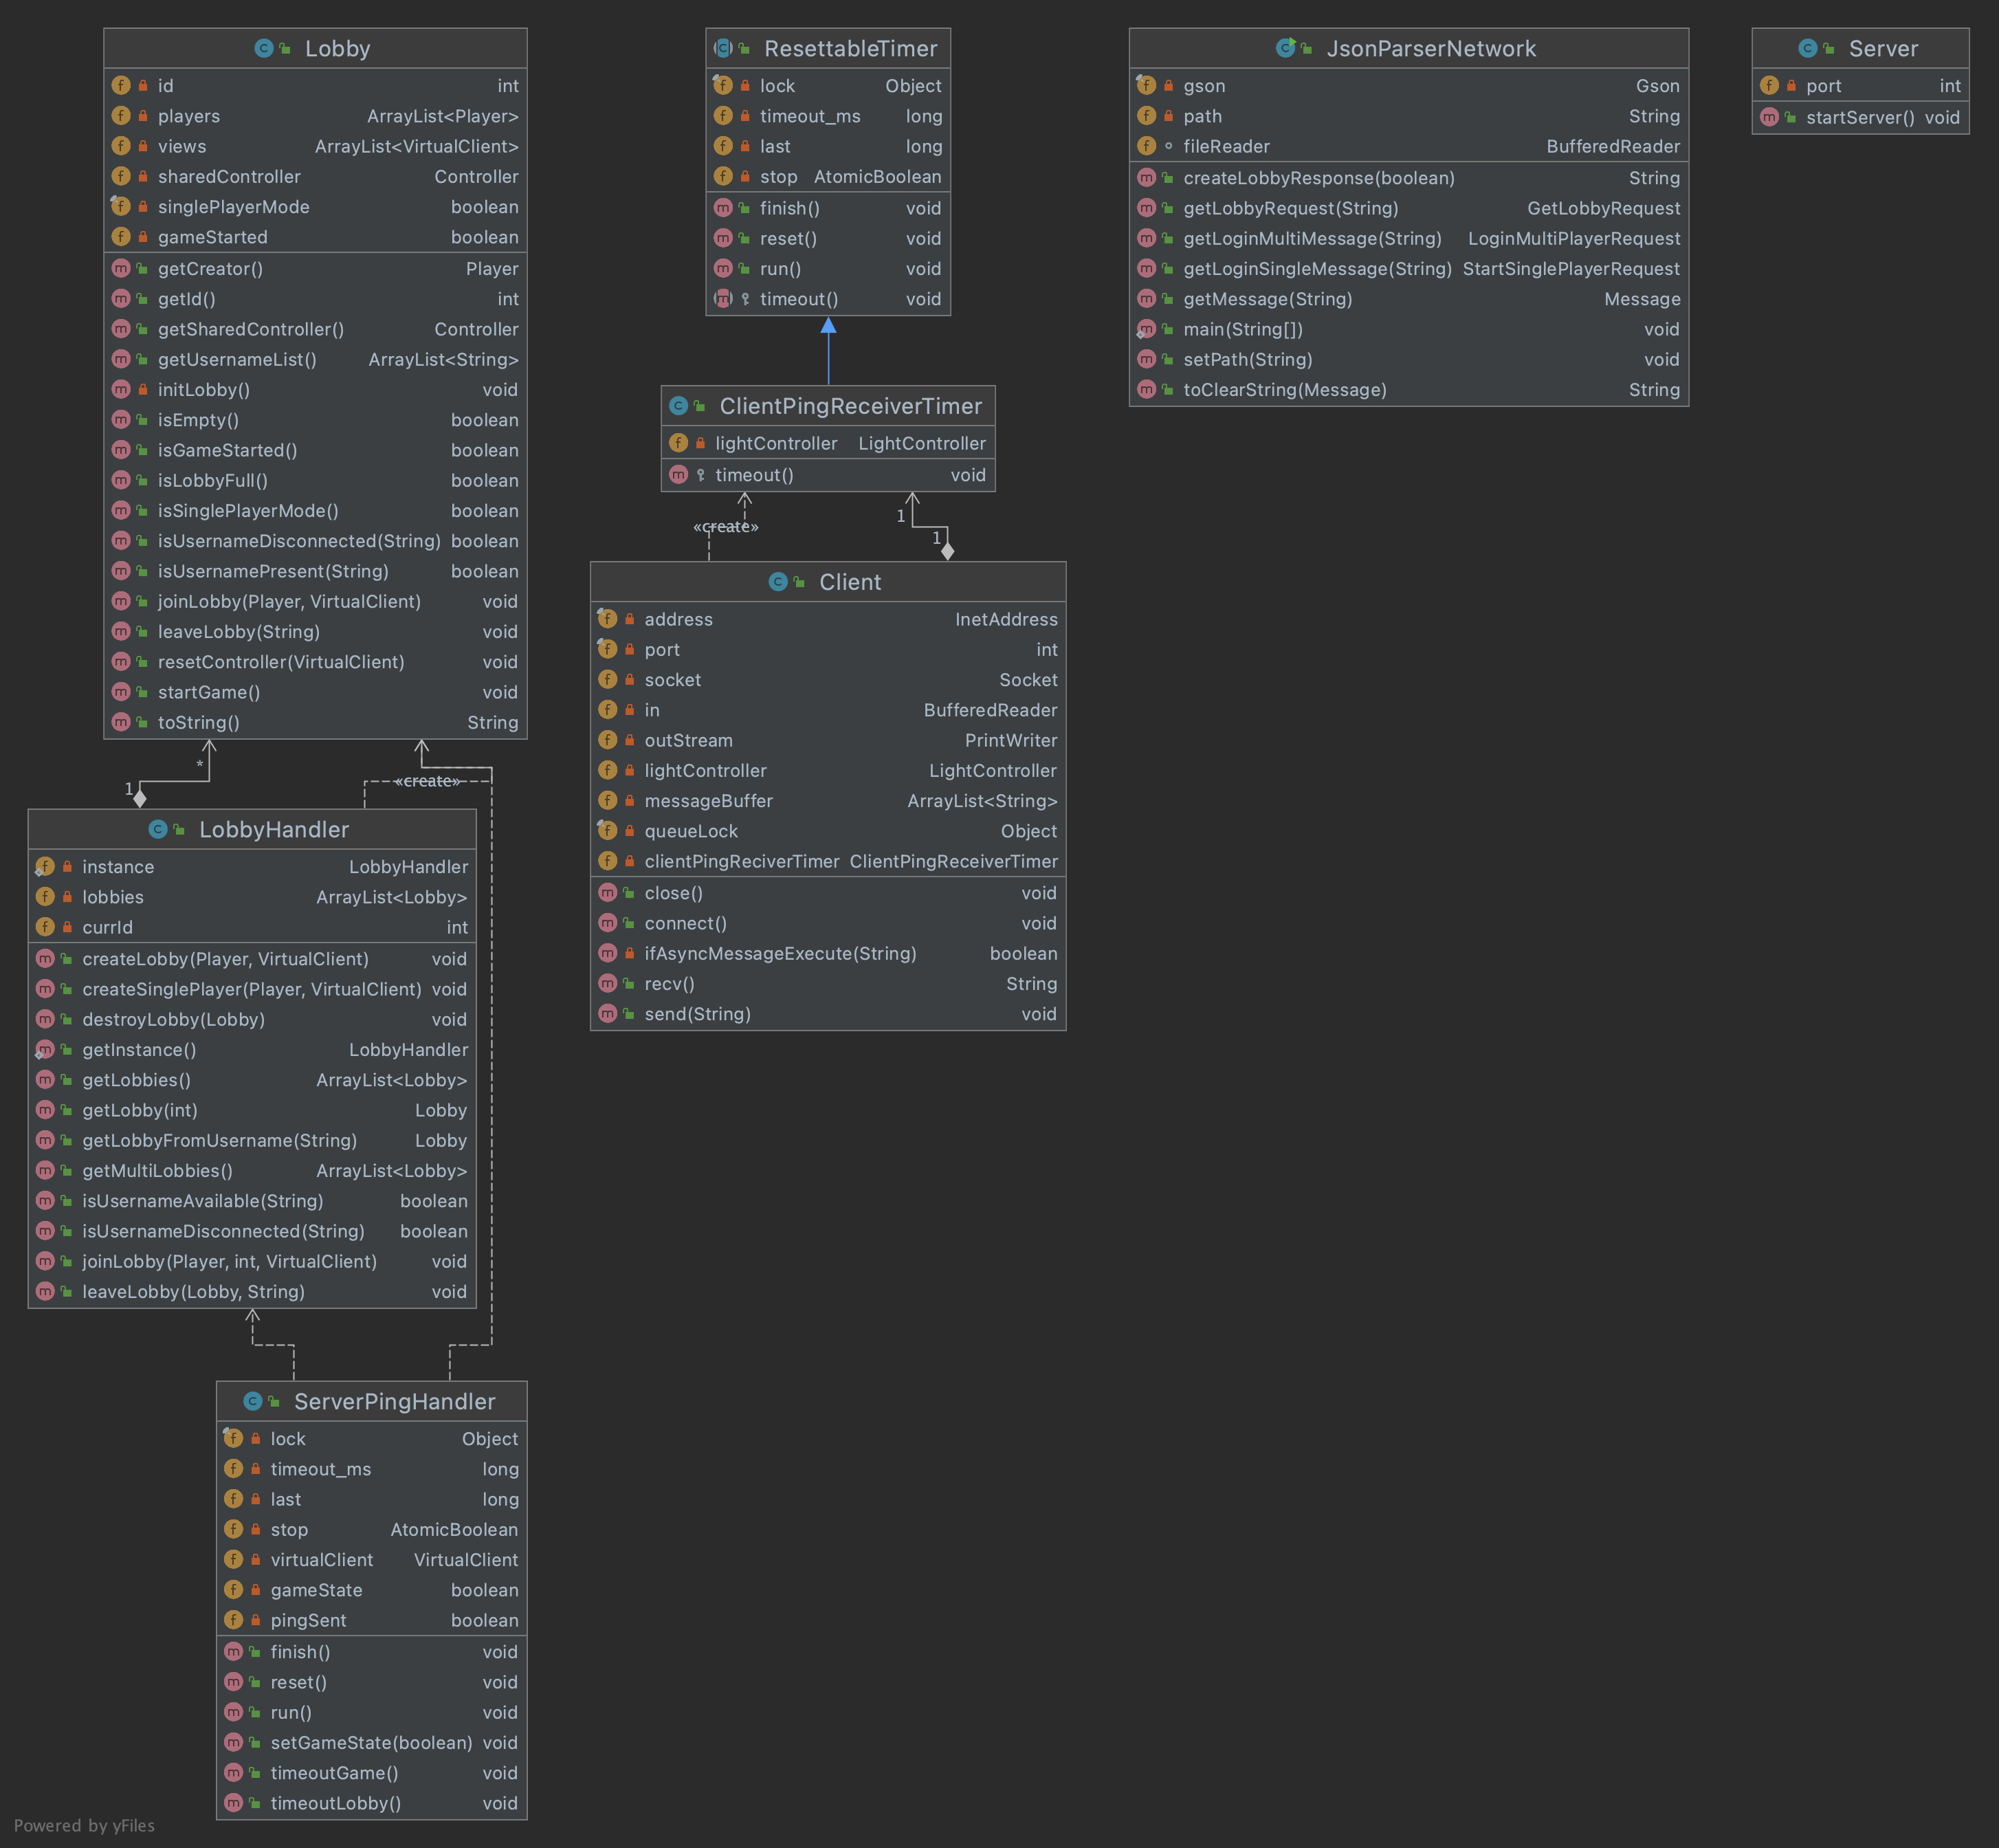 Lobby
id int
players ArrayList<Player>
views ArrayList<VirtualClient>
sharedController Controller
singlePlayerMode boolean
gameStarted boolean
getCreator() Player
getId() int
getSharedController() Controller
getUsernameList() ArrayList<String>
initLobby() void
isEmpty() boolean
isGameStarted() boolean
isLobbyFull() boolean
isSinglePlayerMode() boolean
isUsernameDisconnected(String) boolean
isUsernamePresent(String) boolean
joinLobby(Player, VirtualClient) void
leaveLobby(String) void
resetController(VirtualClient) void
startGame() void
toString() String
*
1
«create»
LobbyHandler
instance LobbyHandler
lobbies ArrayList<Lobby>
currId int
createLobby(Player, VirtualClient) void
createSinglePlayer(Player, VirtualClient) void
destroyLobby(Lobby) void
getInstance() LobbyHandler
getLobbies() ArrayList<Lobby>
getLobby(int) Lobby
getLobbyFromUsername(String) Lobby
getMultiLobbies() ArrayList<Lobby>
isUsernameAvailable(String) boolean
isUsernameDisconnected(String) boolean
joinLobby(Player, int, VirtualClient) void
leaveLobby(Lobby, String) void
ServerPingHandler
lock Object
timeout_ms long
last long
stop AtomicBoolean
virtualClient VirtualClient
gameState boolean
pingSent boolean
finish() void
reset() void
run() void
setGameState(boolean) void
timeoutGame() void
timeoutLobby() void
ResettableTimer
lock Object
timeout_ms long
last long
stop AtomicBoolean
finish() void
reset() void
run() void
timeout() void
ClientPingReceiverTimer
lightController LightController
timeout() void
«create»
1
1
Client
address InetAddress
port int
socket Socket
in BufferedReader
outStream PrintWriter
lightController LightController
messageBuffer ArrayList<String>
queueLock Object
clientPingReciverTimer ClientPingReceiverTimer
close() void
connect() void
ifAsyncMessageExecute(String) boolean
recv() String
send(String) void
JsonParserNetwork
gson Gson
path String
fileReader BufferedReader
createLobbyResponse(boolean) String
getLobbyRequest(String) GetLobbyRequest
getLoginMultiMessage(String) LoginMultiPlayerRequest
getLoginSingleMessage(String) StartSinglePlayerRequest
getMessage(String) Message
main(String[]) void
setPath(String) void
toClearString(Message) String
Server
port int
startServer() void
Powered by yFiles